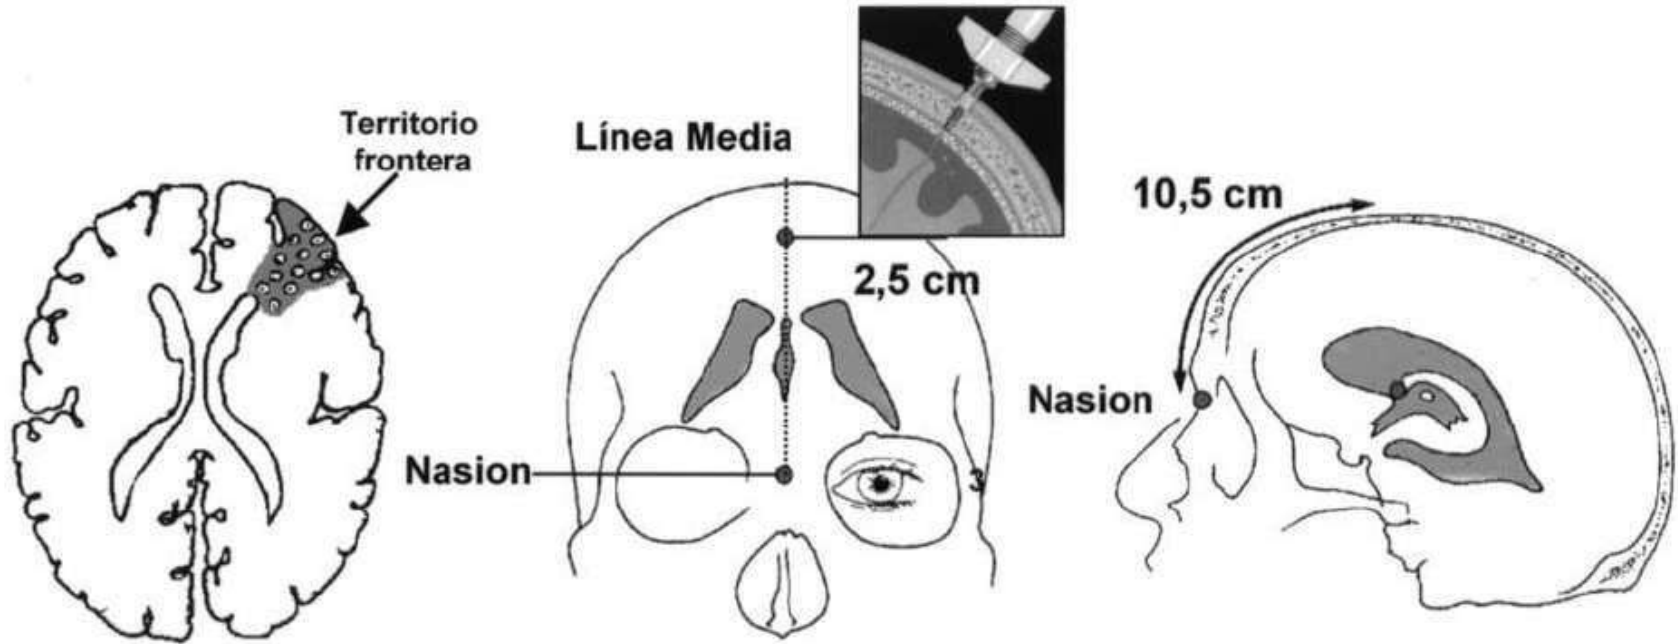 Territorio
frontera
Línea Media
2,5 cm
Nasion
10,5 cm
Nasion